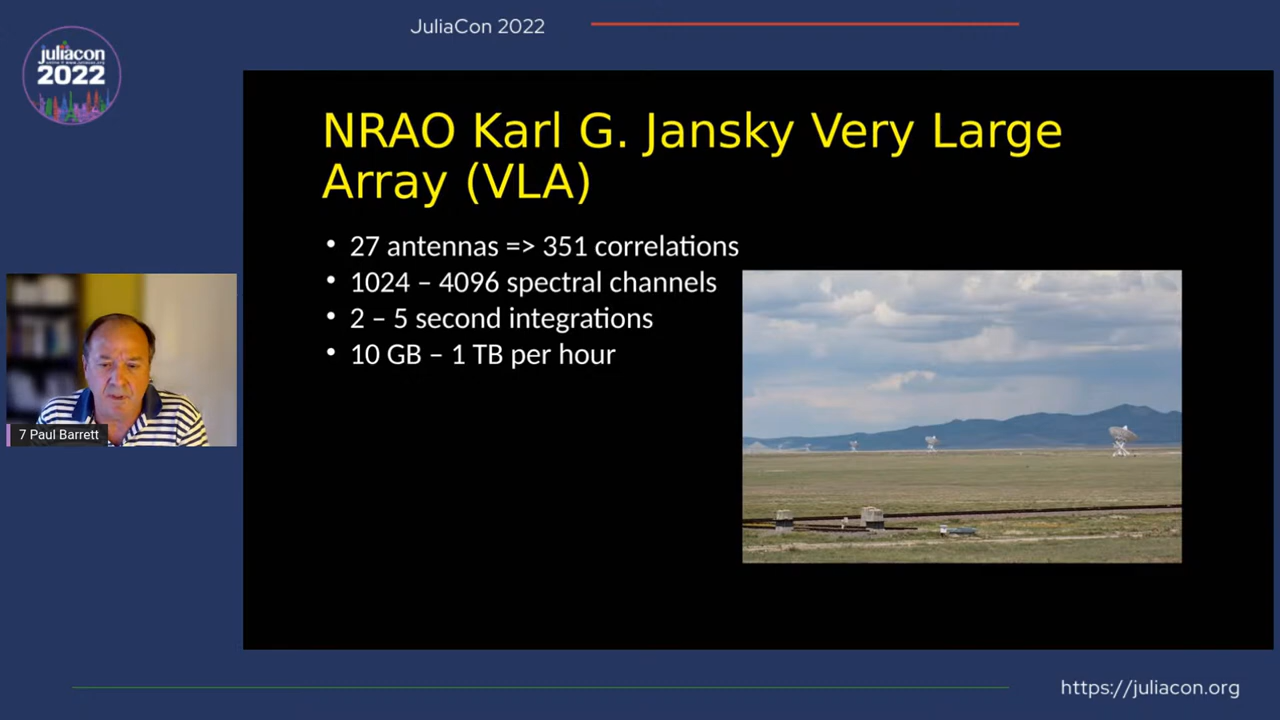 JuliaCon 2022
juliacon
2022
NRAO Karl G. Jansky Very Large
Array (VLA)
• 27 antennas => 351 correlations
• 1024 – 4096 spectral channels
• 2 – 5 second integrations
• 10 GB – 1 TB per hour
7 Paul Barrett
https://juliacon.org